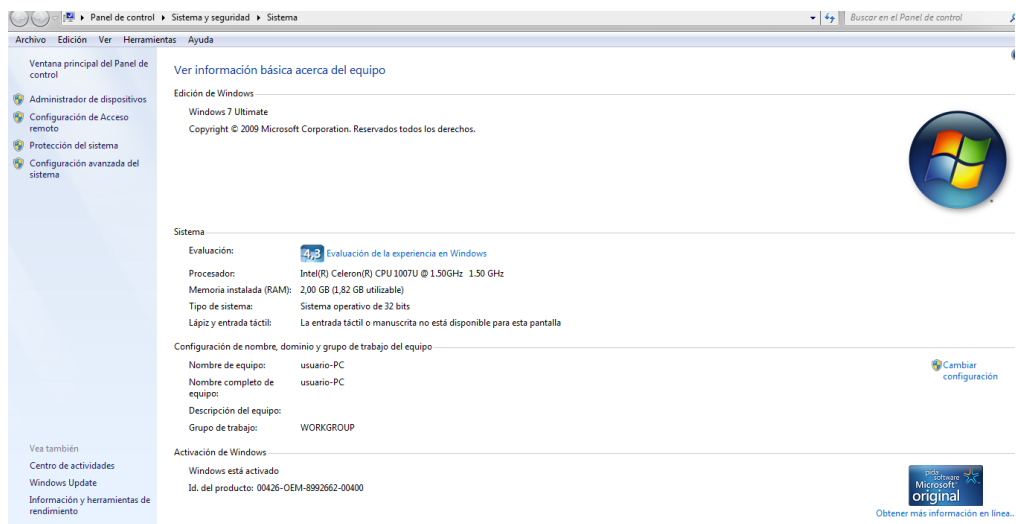 Panel de control ▸ Sistema y seguridad ▸ Sistema
Buscar en el Panel de control
Archivo Edición Ver Herramientas Ayuda
Ventana principal del Panel de
control
Administrador de dispositivos
Configuración de Acceso
remoto
Protección del sistema
Configuración avanzada del
sistema
Ver información básica acerca del equipo
Edición de Windows
Windows 7 Ultimate
Copyright © 2009 Microsoft Corporation. Reservados todos los derechos.
Sistema
Evaluación: 4,3 Evaluación de la experiencia en Windows
Procesador: Intel(R) Celeron(R) CPU 1007U @ 1.50GHz 1.50 GHz
Memoria instalada (RAM): 2,00 GB (1,82 GB utilizable)
Tipo de sistema: Sistema operativo de 32 bits
Lápiz y entrada táctil: La entrada táctil o manuscrita no está disponible para esta pantalla
Configuración de nombre, dominio y grupo de trabajo del equipo
Nombre de equipo: usuario-PC
Cambiar
configuración
Nombre completo de usuario-PC
equipo:
Descripción del equipo:
Grupo de trabajo: WORKGROUP
Activación de Windows
Windows está activado
Id. del producto: 00426-OEM-8992662-00400
pida
software
Microsoft®
original
Obtener más información en línea...
Vea también
Centro de actividades
Windows Update
Información y herramientas de
rendimiento